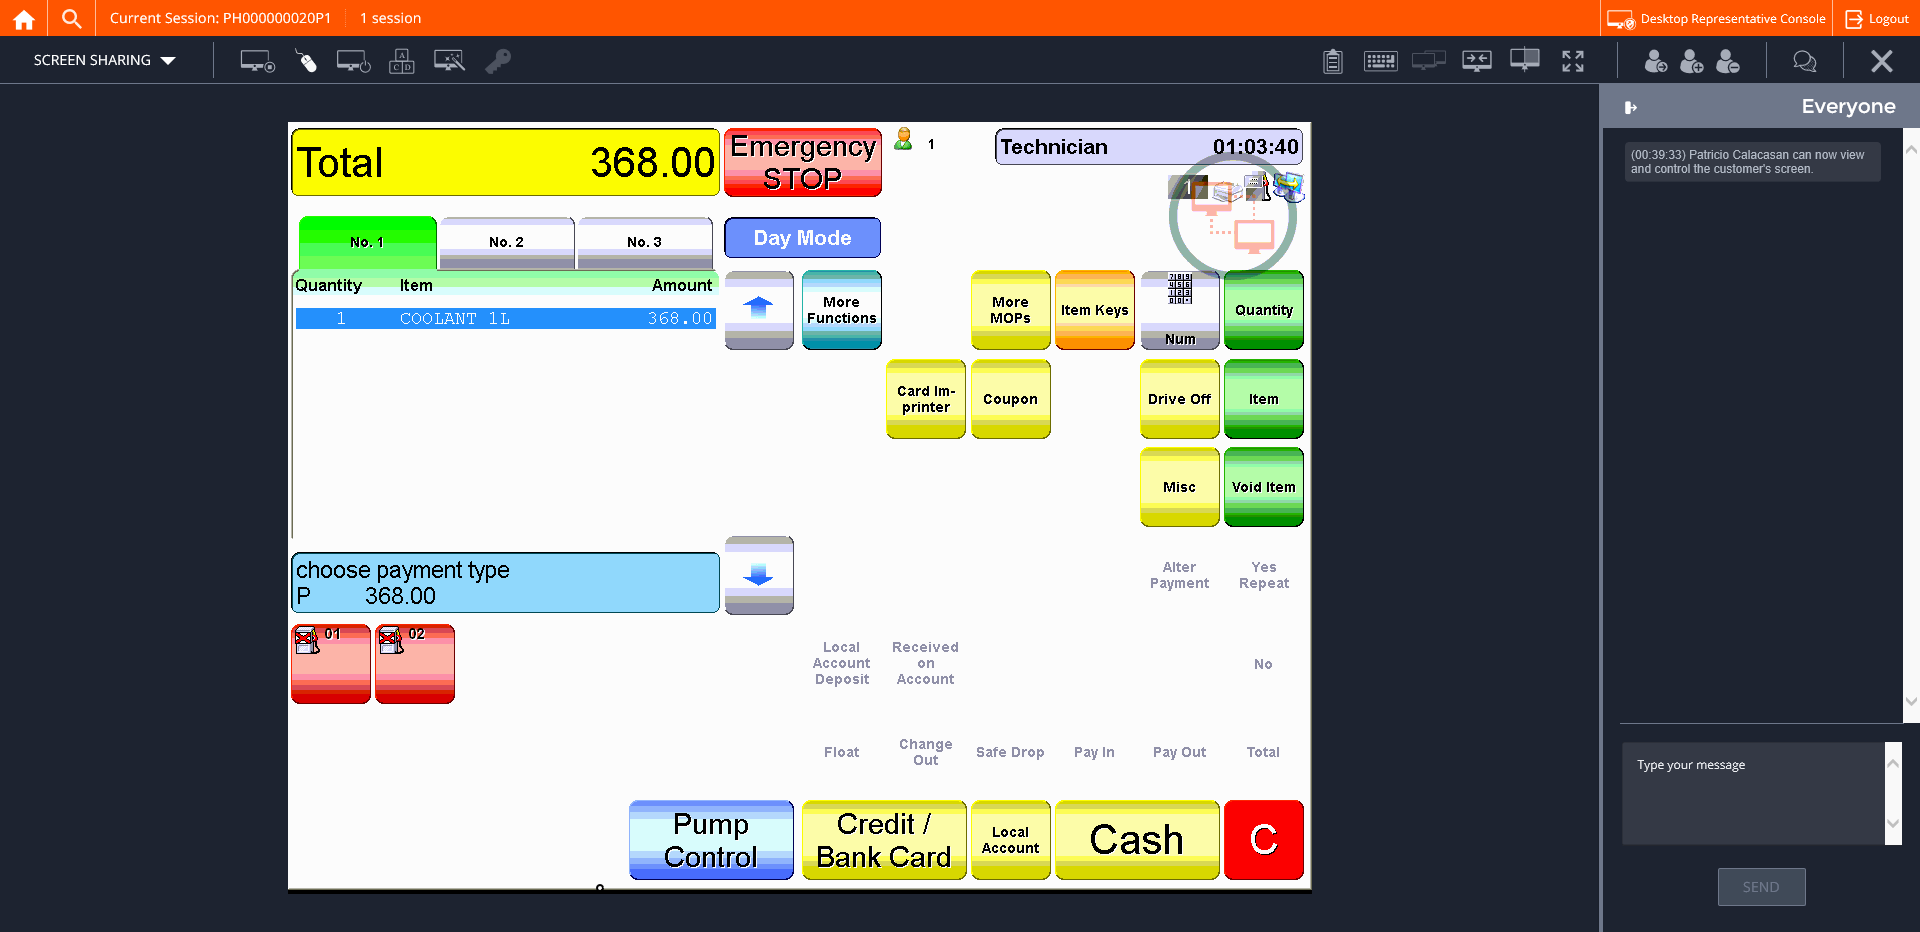 Current Session: PH000000020P1
1 session
Desktop Representative Console
Logout
SCREEN SHARING
Everyone
(00:39:33) Patricio Calacasan can now view
and control the customer's screen.
Total 368.00
Emergency
STOP
1
Technician 01:03:40
1
No. 1
No. 2
No. 3
Day Mode
Quantity Item Amount
1 COOLANT 1L 368.00
More
Functions
More
MOPs
Item Keys
Num
Quantity
Card Im-
printer
Coupon
Drive Off
Item
Misc
Void Item
choose payment type
P 368.00
Alter
Payment
Yes
Repeat
01
02
Local
Account
Deposit
Received
on
Account
No
Float
Change
Out
Safe Drop
Pay In
Pay Out
Total
Pump
Control
Credit /
Bank Card
Local
Account
Cash
C
Type your message
SEND